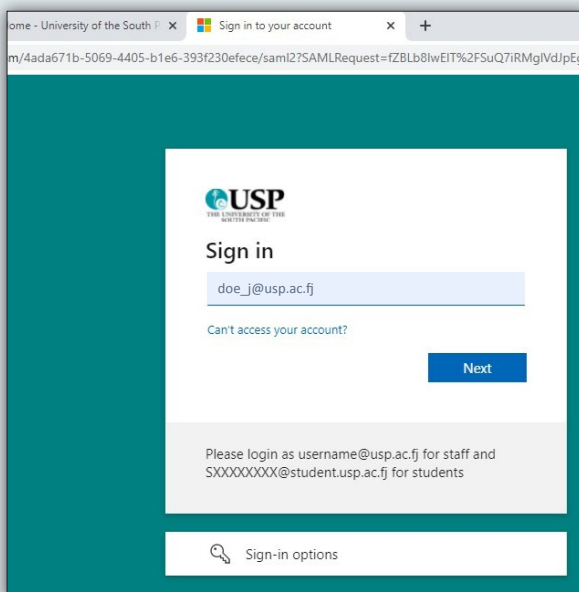 ome - University of the South P
Sign in to your account
m/4ada671b-5069-4405-b1e6-393f230efece/saml2?SAMLRequest=fZBLb8IwEIT%2FSuQ7iRMgIVdJpEg
USP
THE UNIVERSITY OF THE
SOUTH PACIFIC
Sign in
doe_j@usp.ac.fj
Can't access your account?
Next
Please login as username@usp.ac.fj for staff and
SXXXXXXXX@student.usp.ac.fj for students
Sign-in options